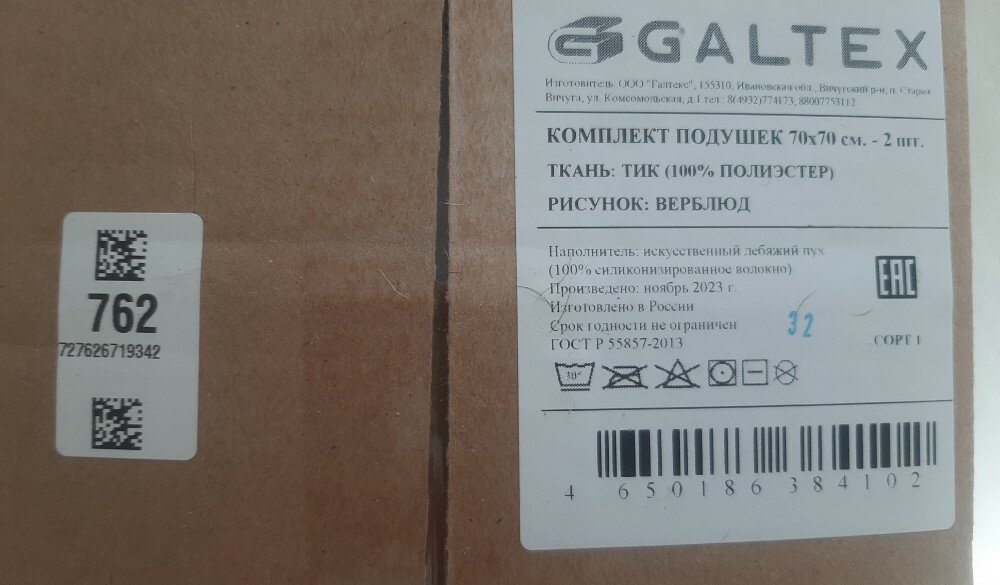 GALTEX
Изготовитель: ООО "Галтекс", 155310, Ивановская обл., Вичугский р-н, п. Старая
Вичуга, ул. Комсомольская, д.1 тел.: 8(4932)774173, 88007753112
КОМПЛЕКТ ПОДУШЕК 70х70 см. - 2 шт.
ТКАНЬ: ТИК (100% ПОЛИЭСТЕР)
РИСУНОК: ВЕРБЛЮД
Наполнитель: искусственный лебяжий пух
(100% силиконизированное волокно)
Произведено: ноябрь 2023 г.
Изготовлено в России
Срок годности не ограничен
ГОСТ Р 55857-2013
EAC
32
СОРТ 1
30°
4 650186 384102
762
727626719342